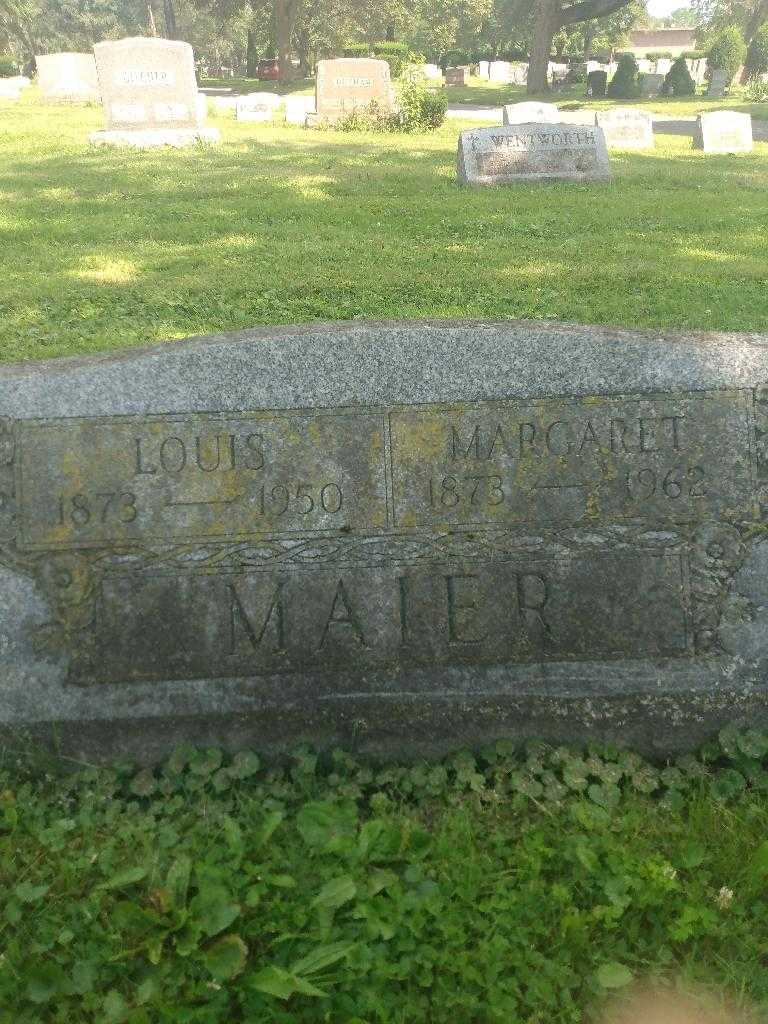 WENTWORTH
LOUIS
1873 — 1950
MARGARET
1873 — 1962
MAIER